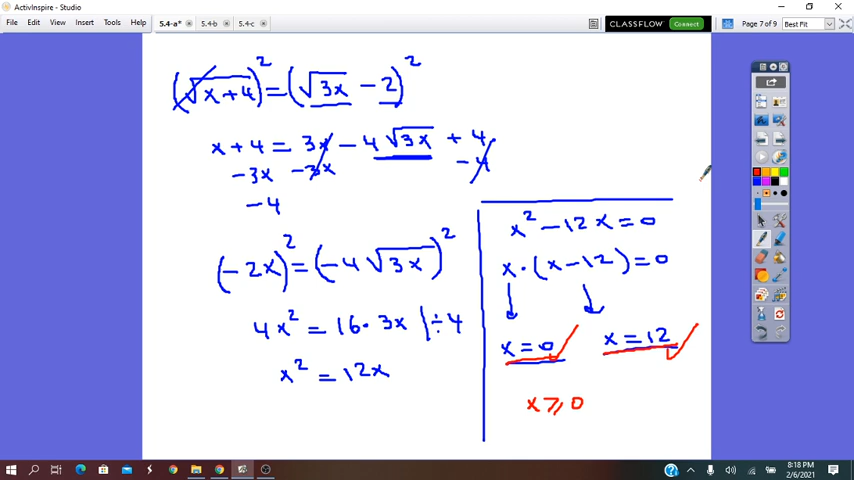 ActivInspire - Studio
File Edit View Insert Tools Help
5.4-a* 5.4-b 5.4-c
CLASSFLOW Connect
Page 7 of 9 Best Fit
(√x+4)² = (√3x − 2)²
x + 4 = 3x − 4√3x + 4
−3x −3x −4
−4
(−2x)² = (−4√3x)²
4x² = 16·3x |÷4
x² = 12x
x² − 12x = 0
x·(x−12) = 0
x = 0 x = 12
x ⩾ 0
8:18 PM
2/6/2021